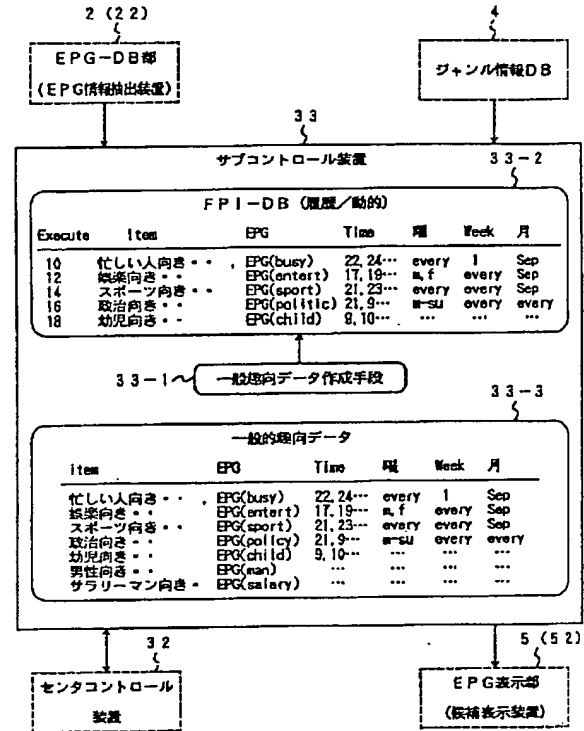 2 (22)
4
EPG-DB部
(EPG情報抽出装置)
ジャンル情報DB
33
サブコントロール装置
33-2
FPI-DB (履歴/動的)
Execute Item EPG Time 曜 Week 月
10 忙しい人向き・・, EPG(busy) 22,24… every 1 Sep
12 娯楽向き・・ EPG(entert) 17,19… m,f every Sep
14 スポーツ向き・・ EPG(sport) 21,23… every every Sep
16 政治向き・・ EPG(politic) 21,9… m-su every every
18 幼児向き・・ EPG(child) 9,10… … … …
33-1 一般趣向データ作成手段
33-3
一般的趣向データ
item EPG Time 曜 Week 月
忙しい人向き・・, EPG(busy) 22,24… every 1 Sep
娯楽向き・・ EPG(entert) 17,19… m,f every Sep
スポーツ向き・・ EPG(sport) 21,23… every every Sep
政治向き・・ EPG(policy) 21,9… m-su every every
幼児向き・・ EPG(child) 9,10… … … …
男性向き・・ EPG(man) … … … …
サラリーマン向き・ EPG(salary) … … … …
32
5 (52)
センタコントロール
装置
EPG表示部
(候補表示装置)